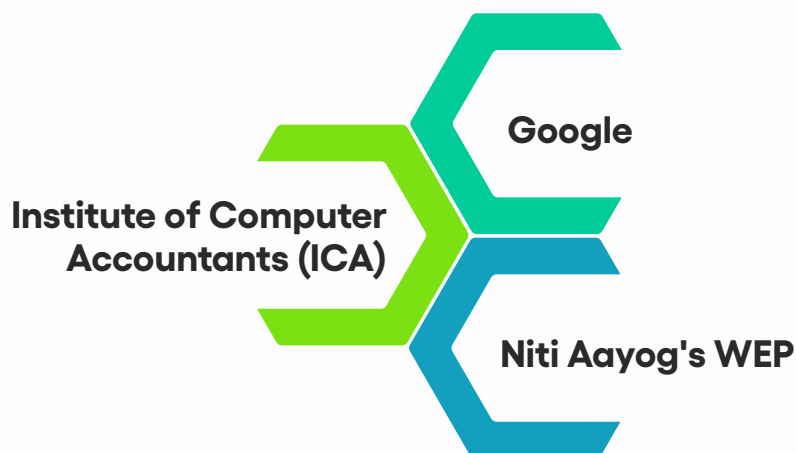 Google
Institute of Computer
Accountants (ICA)
Niti Aayog's WEP